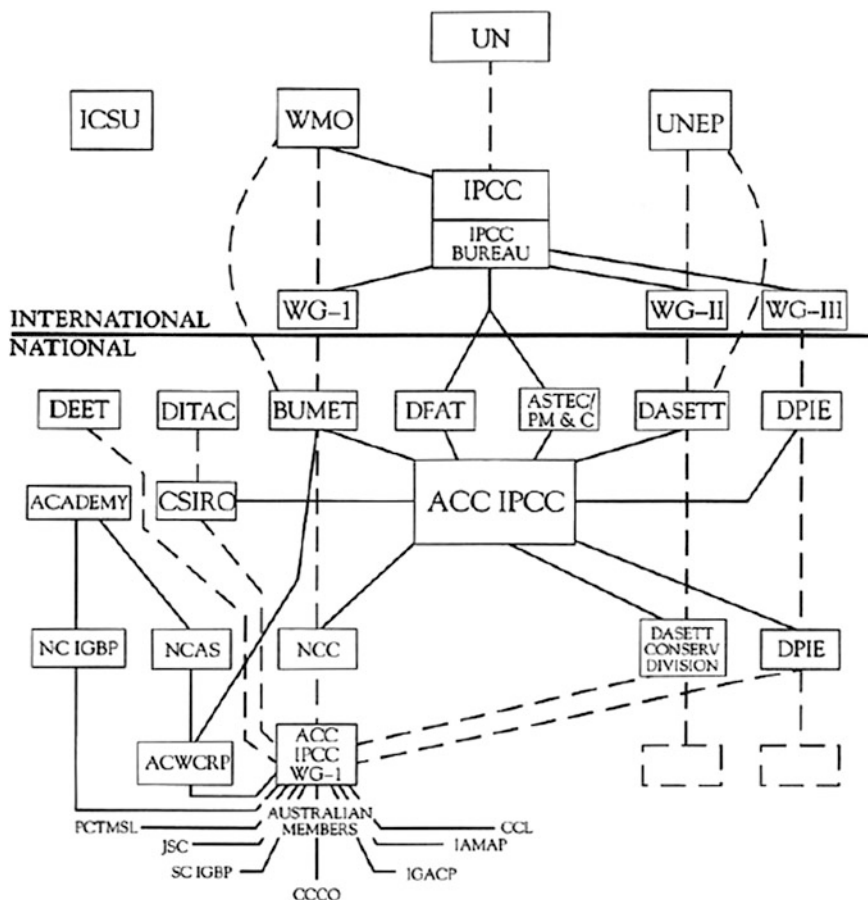 UN
ICSU
WMO
UNEP
IPCC
IPCC
BUREAU
WG-1
WG-II
WG-III
INTERNATIONAL
NATIONAL
DEET
DITAC
BUMET
DFAT
ASTEC/
PM & C
DASETT
DPIE
ACADEMY
CSIRO
ACC IPCC
NC IGBP
NCAS
NCC
DASETT
CONSERV
DIVISION
DPIE
ACWCRP
ACC
IPCC
WG-1
PCTMSL
AUSTRALIAN
MEMBERS
CCL
JSC
IAMAP
SC IGBP
IGACP
CCCO